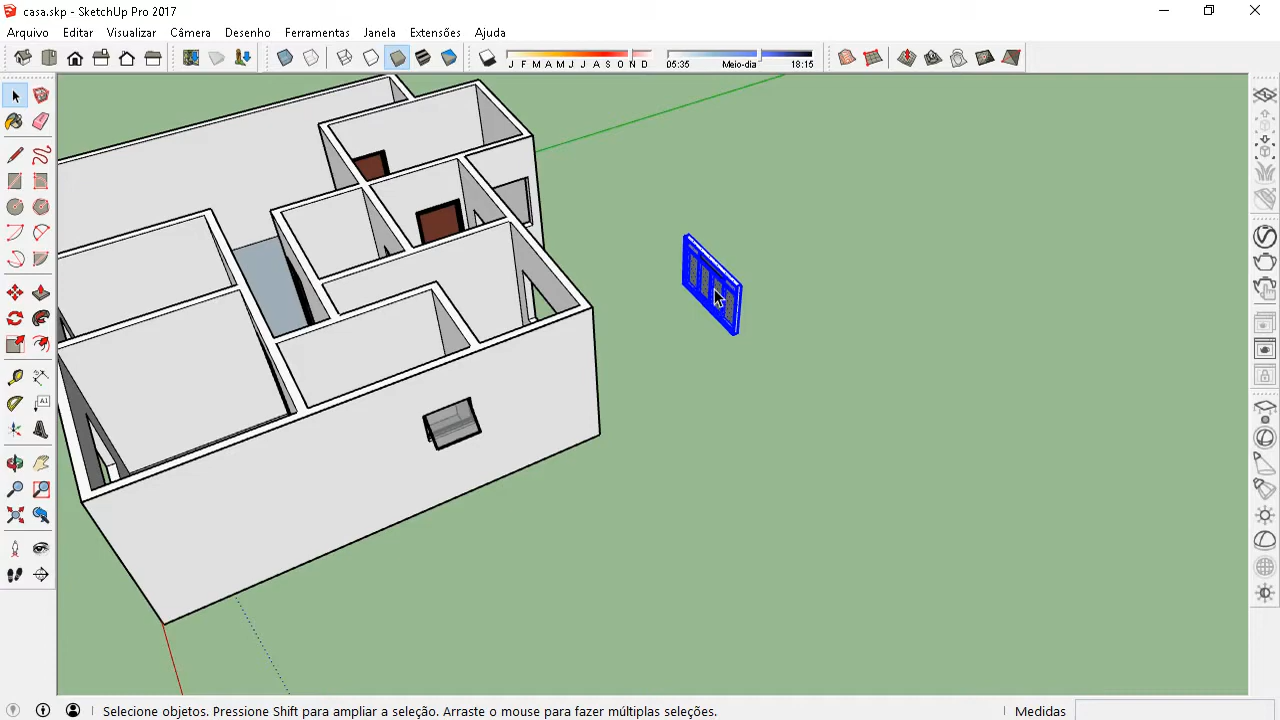 casa.skp - SketchUp Pro 2017
Arquivo Editar Visualizar Câmera Desenho Ferramentas Janela Extensões Ajuda
J F M A M J J A S O N D 05:35 Meio-dia 18:15
A1
Selecione objetos. Pressione Shift para ampliar a seleção. Arraste o mouse para fazer múltiplas seleções. Medidas